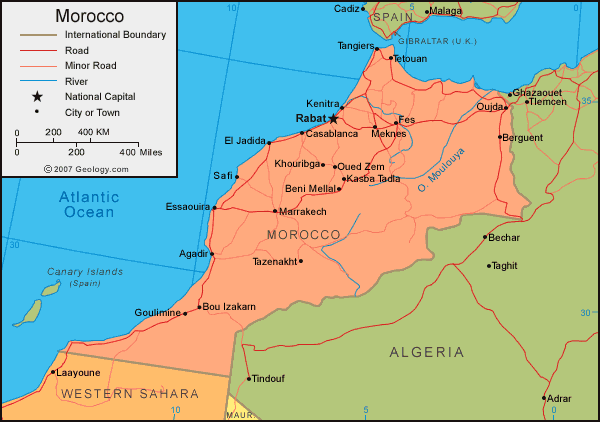 Morocco
International Boundary
Road
Minor Road
River
National Capital
City or Town
0 200 400 KM
0 200 400 Miles
© 2007 Geology.com
Cadiz
SPAIN
Malaga
0
5
Tangiers
GIBRALTAR (U.K.)
Tetouan
Ghazaouet
35
Tlemcen
Kenitra
Oujda
Rabat
Fes
Casablanca
Meknes
Berguent
El Jadida
Khouribga
Oued Zem
O. Moulouya
Safi
Kasba Tadla
Beni Mellal
Atlantic
Ocean
Essaouira
Marrakech
MOROCCO
Bechar
30
Agadir
Tazenakht
Taghit
Canary Islands
(Spain)
Bou Izakarn
Goulimine
30
ALGERIA
Laayoune
Tindouf
WESTERN SAHARA
Adrar
10
MAUR.
5
0